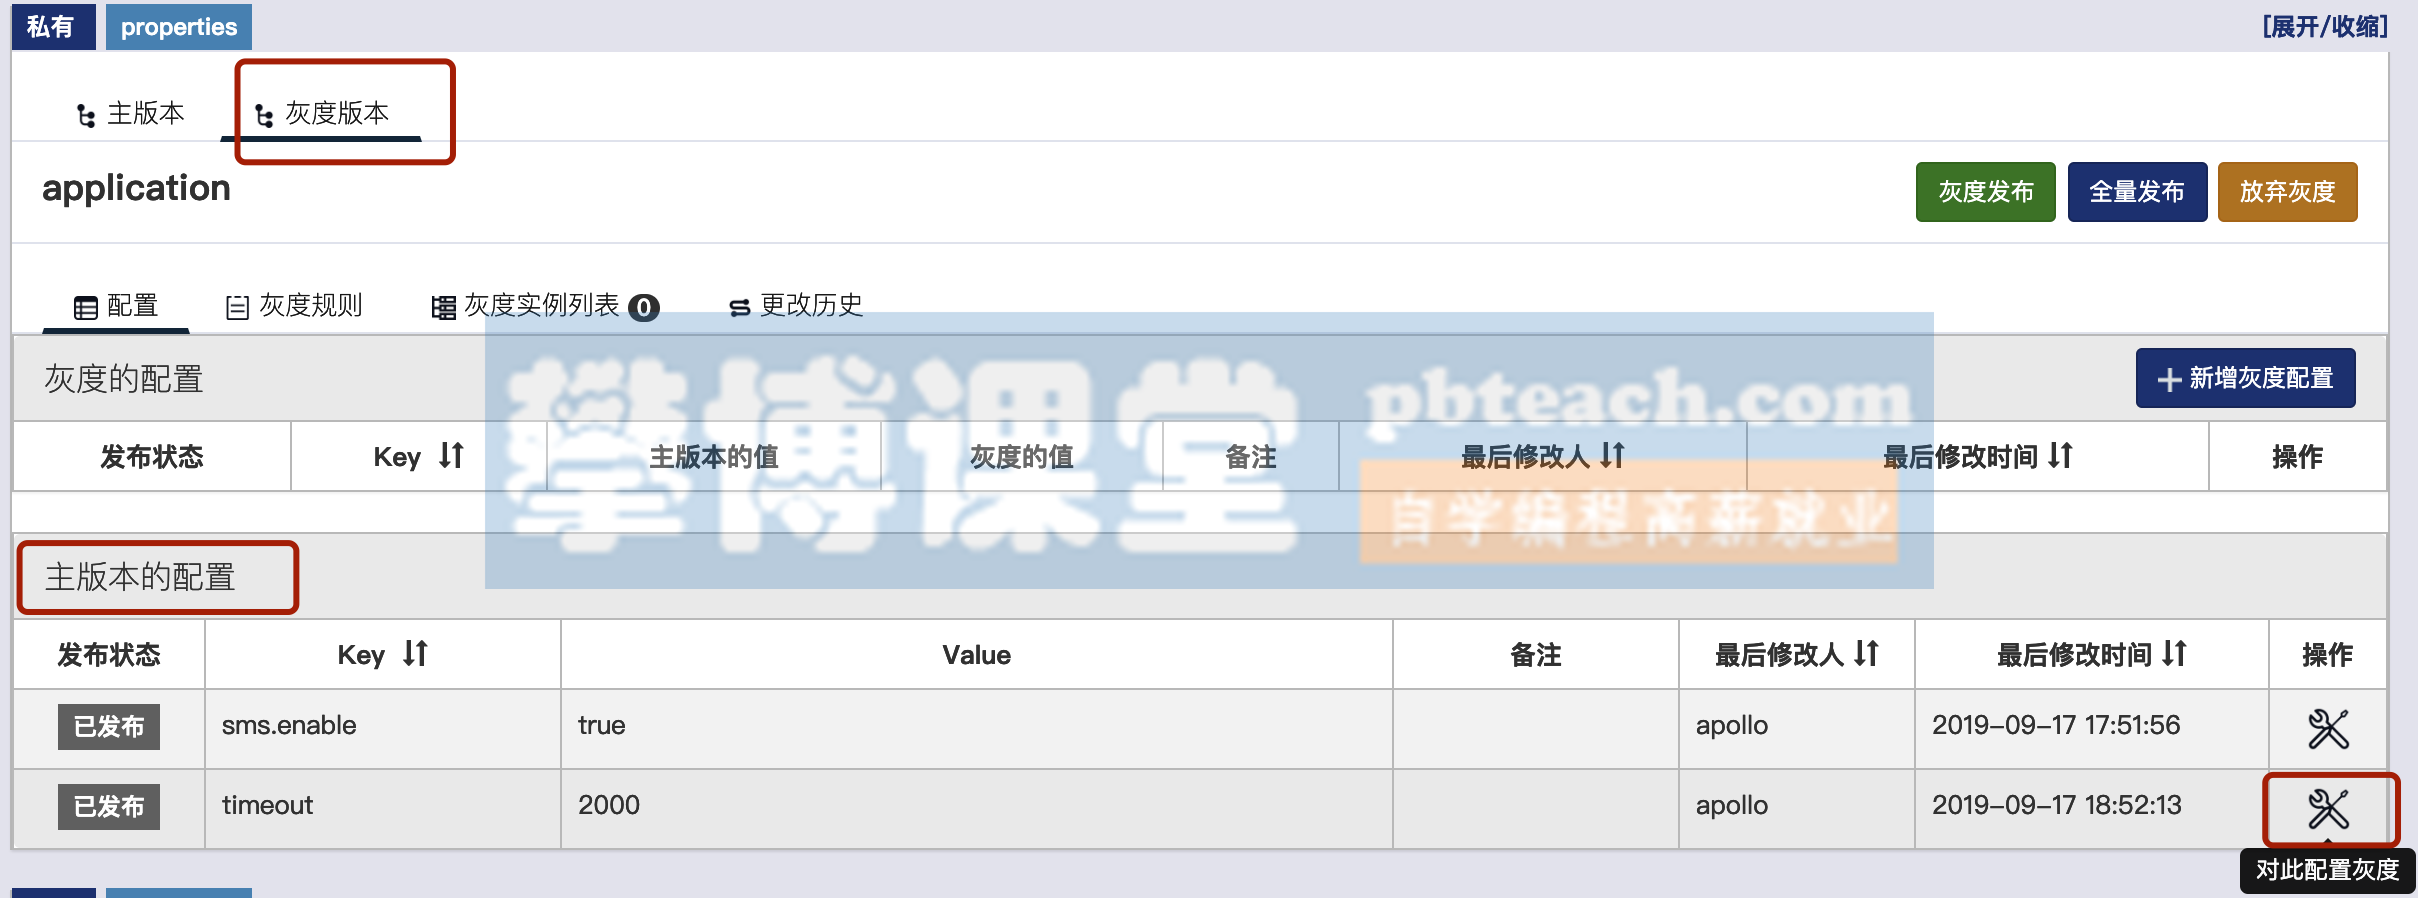 私有 properties [展开/收缩]
主版本 灰度版本
application 灰度发布 全量发布 放弃灰度
配置 灰度规则 灰度实例列表 0 更改历史
灰度的配置 新增灰度配置
发布状态 Key 主版本的值 灰度的值 备注 最后修改人 最后修改时间 操作
擎博课堂 pbteach.com
自学编程高薪就业
主版本的配置
发布状态 Key Value 备注 最后修改人 最后修改时间 操作
已发布 sms.enable true apollo 2019-09-17 17:51:56
已发布 timeout 2000 apollo 2019-09-17 18:52:13
对此配置灰度